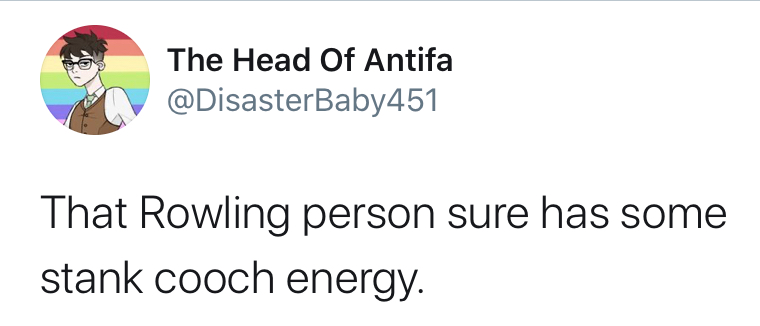 The Head Of Antifa
@DisasterBaby451
That Rowling person sure has some
stank cooch energy.